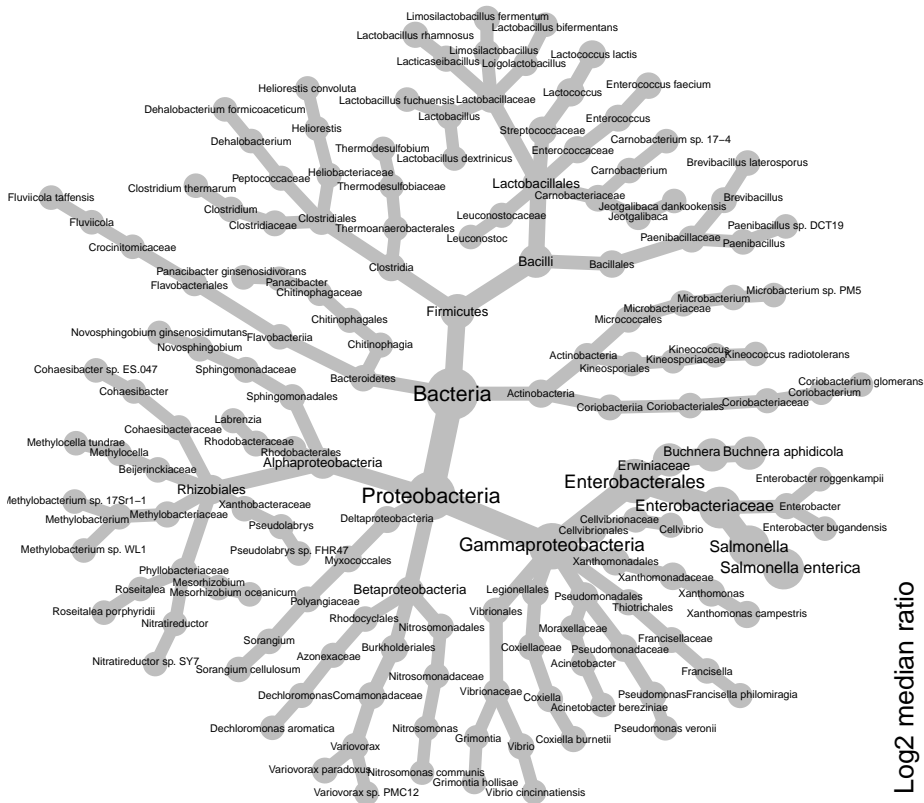 Limosilactobacillus fermentum
Lactobacillus bifermentans
Lactobacillus rhamnosus
Limosilactobacillus
Lactococcus lactis
Lacticaseibacillus
Loigolactobacillus
Heliorestis convoluta
Enterococcus faecium
Lactobacillus fuchuensis
Lactobacillaceae
Lactococcus
Dehalobacterium formicoaceticum
Lactobacillus
Enterococcus
Heliorestis
Streptococcaceae
Carnobacterium sp. 17−4
Dehalobacterium
Thermodesulfobium
Enterococcaceae
Lactobacillus dextrinicus
Brevibacillus laterosporus
Carnobacterium
Heliobacteriaceae
Peptococcaceae
Thermodesulfobiaceae
Lactobacillales
Clostridium thermarum
Carnobacteriaceae
Brevibacillus
Fluviicola taffensis
Jeotgalibaca dankookensis
Clostridium
Leuconostocaceae
Jeotgalibaca
Clostridiales
Fluviicola
Clostridiaceae
Thermoanaerobacterales
Paenibacillus sp. DCT19
Paenibacillaceae
Leuconostoc
Paenibacillus
Crocinitomicaceae
Bacilli
Bacillales
Clostridia
Panacibacter ginsenosidivorans
Panacibacter
Flavobacteriales
Chitinophagaceae
Microbacterium sp. PM5
Microbacterium
Microbacteriaceae
Firmicutes
Chitinophagales
Micrococcales
Novosphingobium ginsenosidimutans
Flavobacteriia
Novosphingobium
Chitinophagia
Kineococcus
Kineococcus radiotolerans
Actinobacteria
Kineosporiaceae
Cohaesibacter sp. ES.047
Sphingomonadaceae
Kineosporiales
Bacteroidetes
Coriobacterium glomerans
Cohaesibacter
Bacteria
Actinobacteria
Coriobacterium
Sphingomonadales
Coriobacteriaceae
Coriobacteriia
Coriobacteriales
Labrenzia
Cohaesibacteraceae
Methylocella tundrae
Rhodobacteraceae
Methylocella
Rhodobacterales
Buchnera
Buchnera aphidicola
Beijerinckiaceae
Alphaproteobacteria
Erwiniaceae
Enterobacterales
Enterobacter roggenkampii
Rhizobiales
Proteobacteria
Methylobacterium sp. 17Sr1−1
Xanthobacteraceae
Enterobacteriaceae
Enterobacter
Methylobacteriaceae
Methylobacterium
Deltaproteobacteria
Cellvibrionaceae
Pseudolabrys
Cellvibrionales
Cellvibrio
Enterobacter bugandensis
Gammaproteobacteria
Salmonella
Methylobacterium sp. WL1
Pseudolabrys sp. FHR47
Myxococcales
Xanthomonadales
Salmonella enterica
Phyllobacteriaceae
Xanthomonadaceae
Mesorhizobium
Roseitalea
Betaproteobacteria
Legionellales
Mesorhizobium oceanicum
Pseudomonadales
Xanthomonas
Polyangiaceae
Thiotrichales
Roseitalea porphyridii
Vibrionales
Rhodocyclales
Xanthomonas campestris
Nitratireductor
Nitrosomonadales
Moraxellaceae
Francisellaceae
Sorangium
Burkholderiales
Coxiellaceae
Pseudomonadaceae
Azonexaceae
Nitratireductor sp. SY7
Acinetobacter
Sorangium cellulosum
Francisella
Nitrosomonadaceae
Dechloromonas
Comamonadaceae
Vibrionaceae
Coxiella
Pseudomonas
Francisella philomiragia
Acinetobacter bereziniae
Dechloromonas aromatica
Nitrosomonas
Pseudomonas veronii
Grimontia
Coxiella burnetii
Variovorax
Vibrio
Variovorax paradoxus
Nitrosomonas communis
Grimontia hollisae
Variovorax sp. PMC12
Vibrio cincinnatiensis
Log2 median ratio